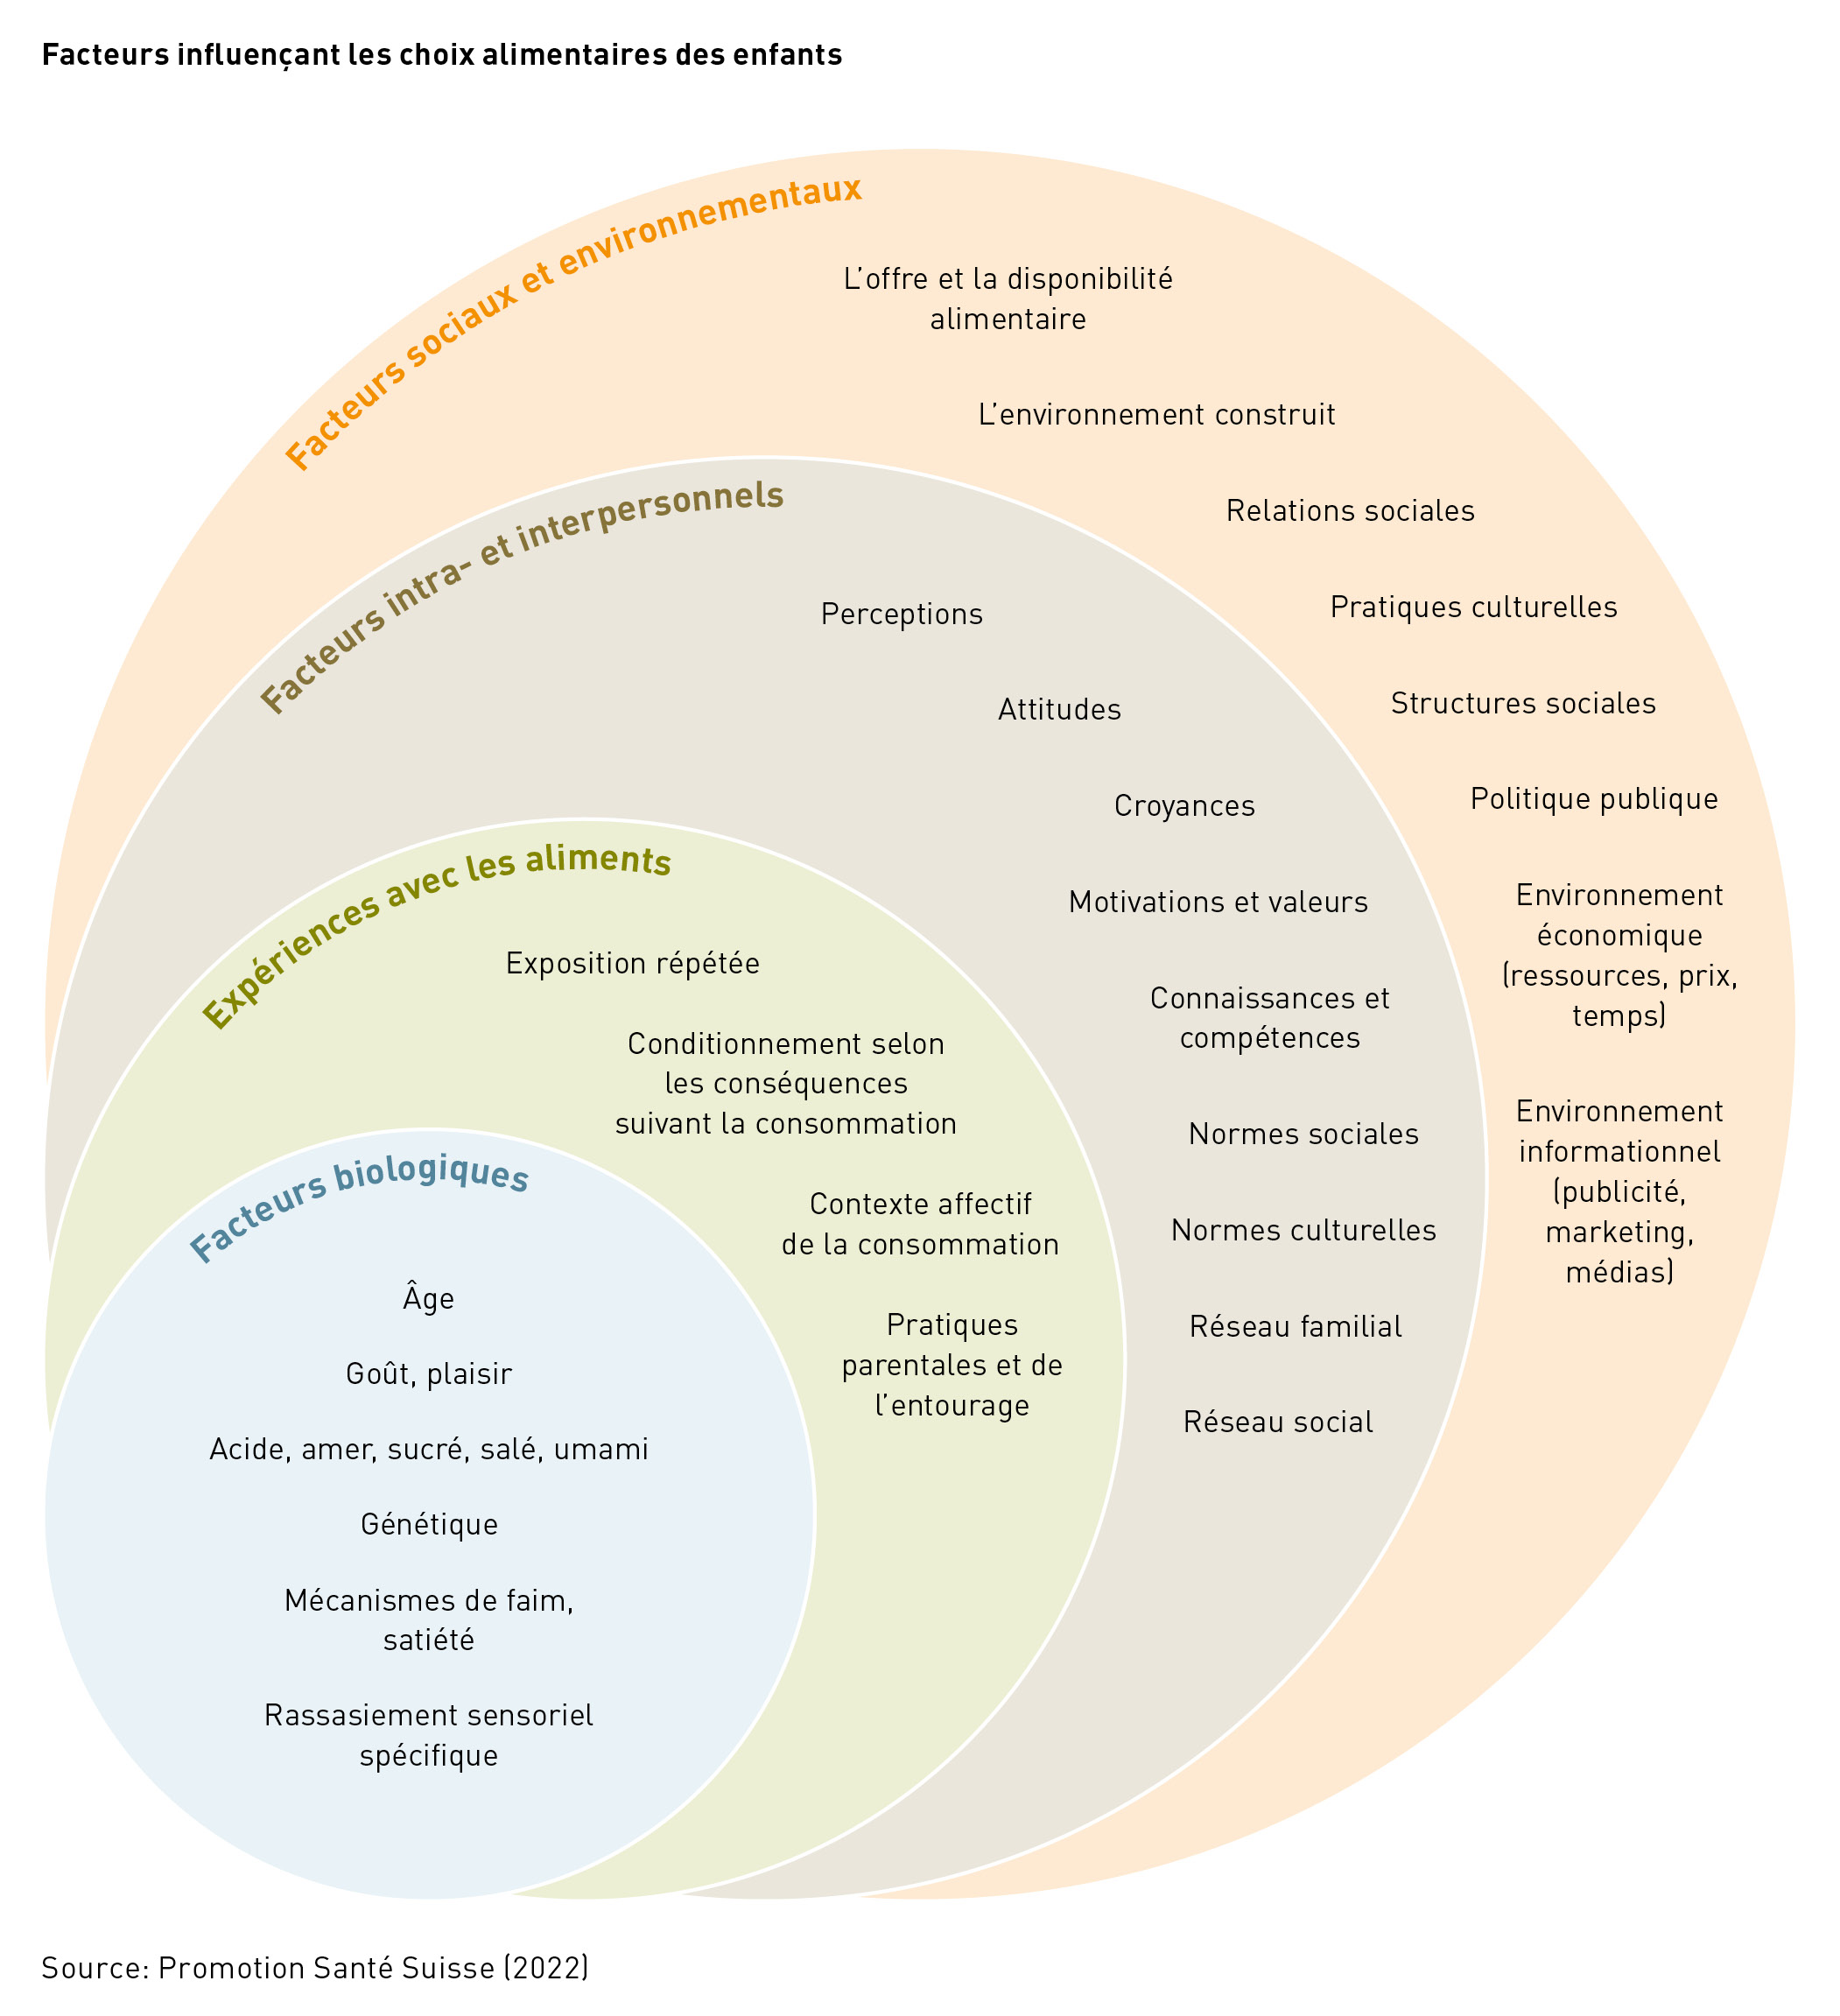 Facteurs influençant les choix alimentaires des enfants
Facteurs sociaux et environnementaux
L’offre et la disponibilité
alimentaire
L’environnement construit
Relations sociales
Pratiques culturelles
Structures sociales
Politique publique
Environnement
économique
(ressources, prix,
temps)
Environnement
informationnel
(publicité,
marketing,
médias)
Facteurs intra- et interpersonnels
Perceptions
Attitudes
Croyances
Motivations et valeurs
Connaissances et
compétences
Normes sociales
Normes culturelles
Réseau familial
Réseau social
Expériences avec les aliments
Exposition répétée
Conditionnement selon
les conséquences
suivant la consommation
Contexte affectif
de la consommation
Pratiques
parentales et de
l’entourage
Facteurs biologiques
Âge
Goût, plaisir
Acide, amer, sucré, salé, umami
Génétique
Mécanismes de faim,
satiété
Rassasiement sensoriel
spécifique
Source: Promotion Santé Suisse (2022)